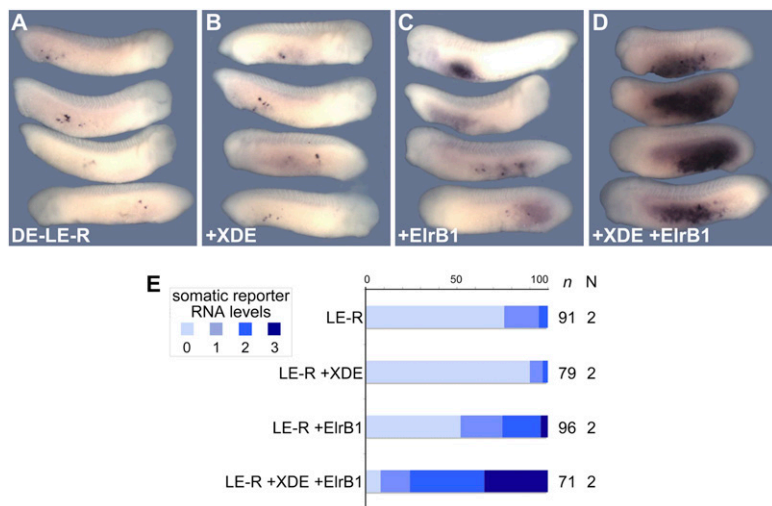 A
B
C
D
DE-LE-R
+XDE
+ElrB1
+XDE +ElrB1
E
somatic reporter
RNA levels
0 1 2 3
0 50 100 n N
LE-R 91 2
LE-R +XDE 79 2
LE-R +ElrB1 96 2
LE-R +XDE +ElrB1 71 2